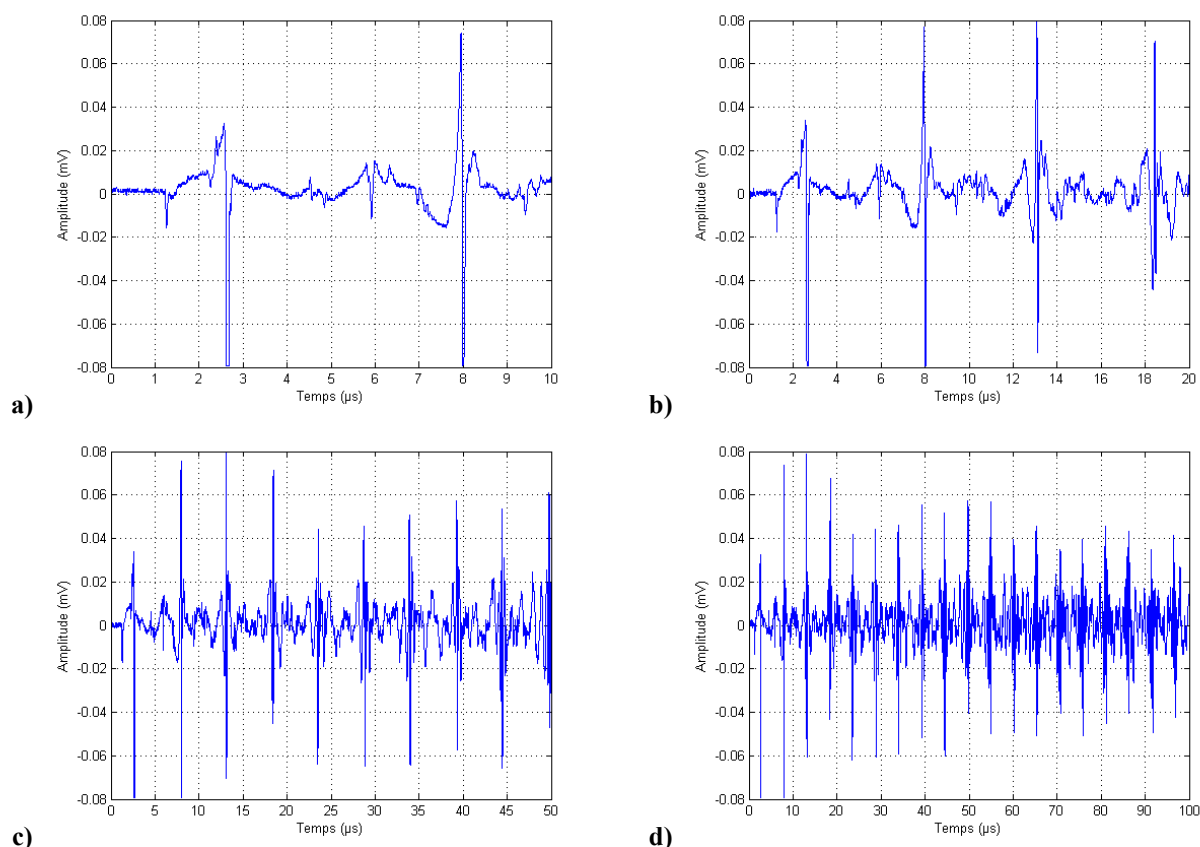 0.08 0.06 0.04 0.02 0 -0.02 -0.04 -0.06 -0.08
Amplitude (mV)
0 1 2 3 4 5 6 7 8 9 10
Temps (µs)
a)
0.08 0.06 0.04 0.02 0 -0.02 -0.04 -0.06 -0.08
Amplitude (mV)
0 2 4 6 8 10 12 14 16 18 20
Temps (µs)
b)
0.08 0.06 0.04 0.02 0 -0.02 -0.04 -0.06 -0.08
Amplitude (mV)
0 5 10 15 20 25 30 35 40 45 50
Temps (µs)
c)
0.08 0.06 0.04 0.02 0 -0.02 -0.04 -0.06 -0.08
Amplitude (mV)
0 10 20 30 40 50 60 70 80 90 100
Temps (µs)
d)